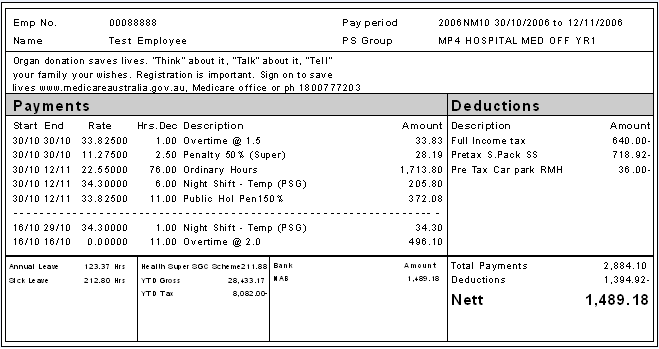 Emp No. 00088888 Pay period 2006NM10 30/10/2006 to 12/11/2006
Name Test Employee PS Group MP4 HOSPITAL MED OFF YR1
Organ donation saves lives. "Think" about it, "Talk" about it, "Tell"
your family your wishes. Registration is important. Sign on to save
lives www.medicareaustralia.gov.au, Medicare office or ph 1800777203
Payments Deductions
Start End Rate Hrs.Dec Description Amount Description Amount
30/10 30/10 33.82500 1.00 Overtime @ 1.5 33.83 Full Income tax 640.00-
30/10 30/10 11.27500 2.50 Penalty 50% (Super) 28.19 Pretax S.Pack SS 718.92-
30/10 12/11 22.55000 76.00 Ordinary Hours 1,713.80 Pre Tax Car park RMH 36.00-
30/10 12/11 34.30000 6.00 Night Shift - Temp (PSG) 205.80
30/10 12/11 33.82500 11.00 Public Hol Pen150% 372.08
16/10 29/10 34.30000 1.00 Night Shift - Temp (PSG) 34.30
16/10 16/10 0.00000 11.00 Overtime @ 2.0 496.10
Annual Leave 123.37 Hrs Health Super SGC Scheme211.88 Bank Amount Total Payments 2,884.10
Sick Leave 212.80 Hrs YTD Gross 28,433.17 NAB 1,489.18 Deductions 1,394.92-
YTD Tax 8,082.00-
Nett 1,489.18